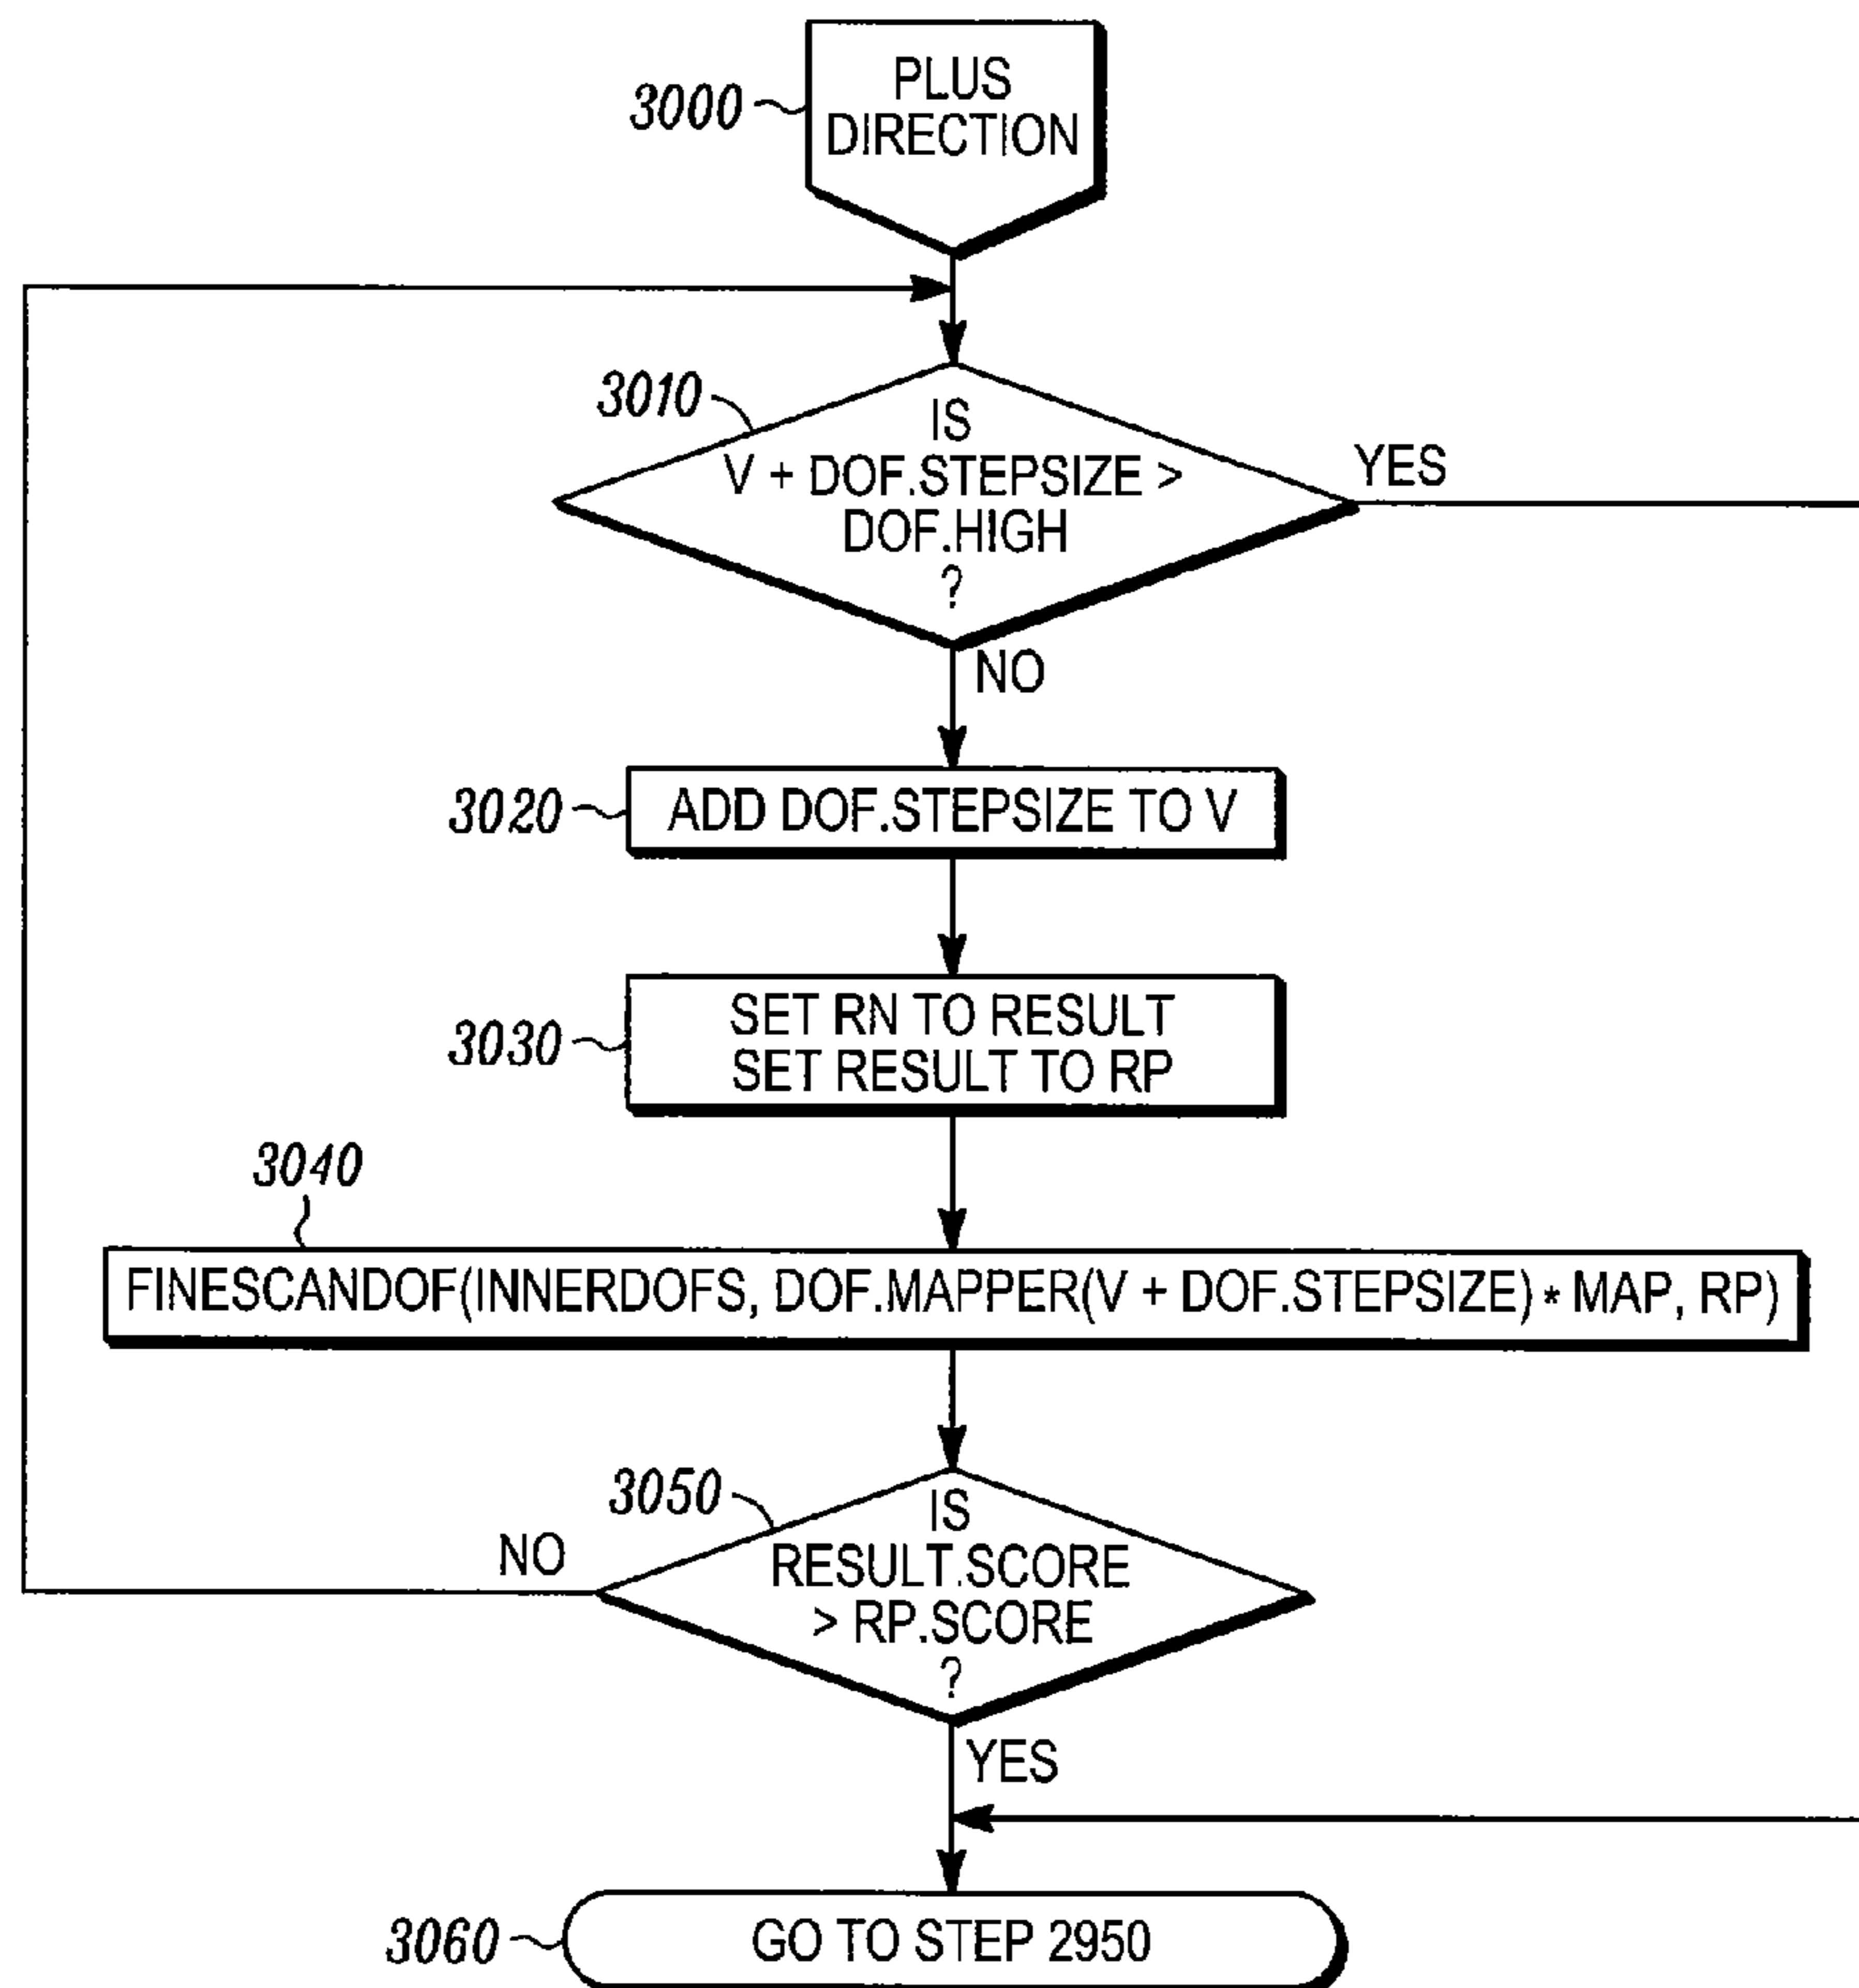 3000
PLUS
DIRECTION
3010
IS
V + DOF.STEPSIZE >
DOF.HIGH
?
YES
NO
3020
ADD DOF.STEPSIZE TO V
3030
SET RN TO RESULT
SET RESULT TO RP
3040
FINESCANDOF(INNERDOFS, DOF.MAPPER(V + DOF.STEPSIZE) * MAP, RP)
3050
IS
RESULT.SCORE
> RP.SCORE
?
NO
YES
3060
GO TO STEP 2950